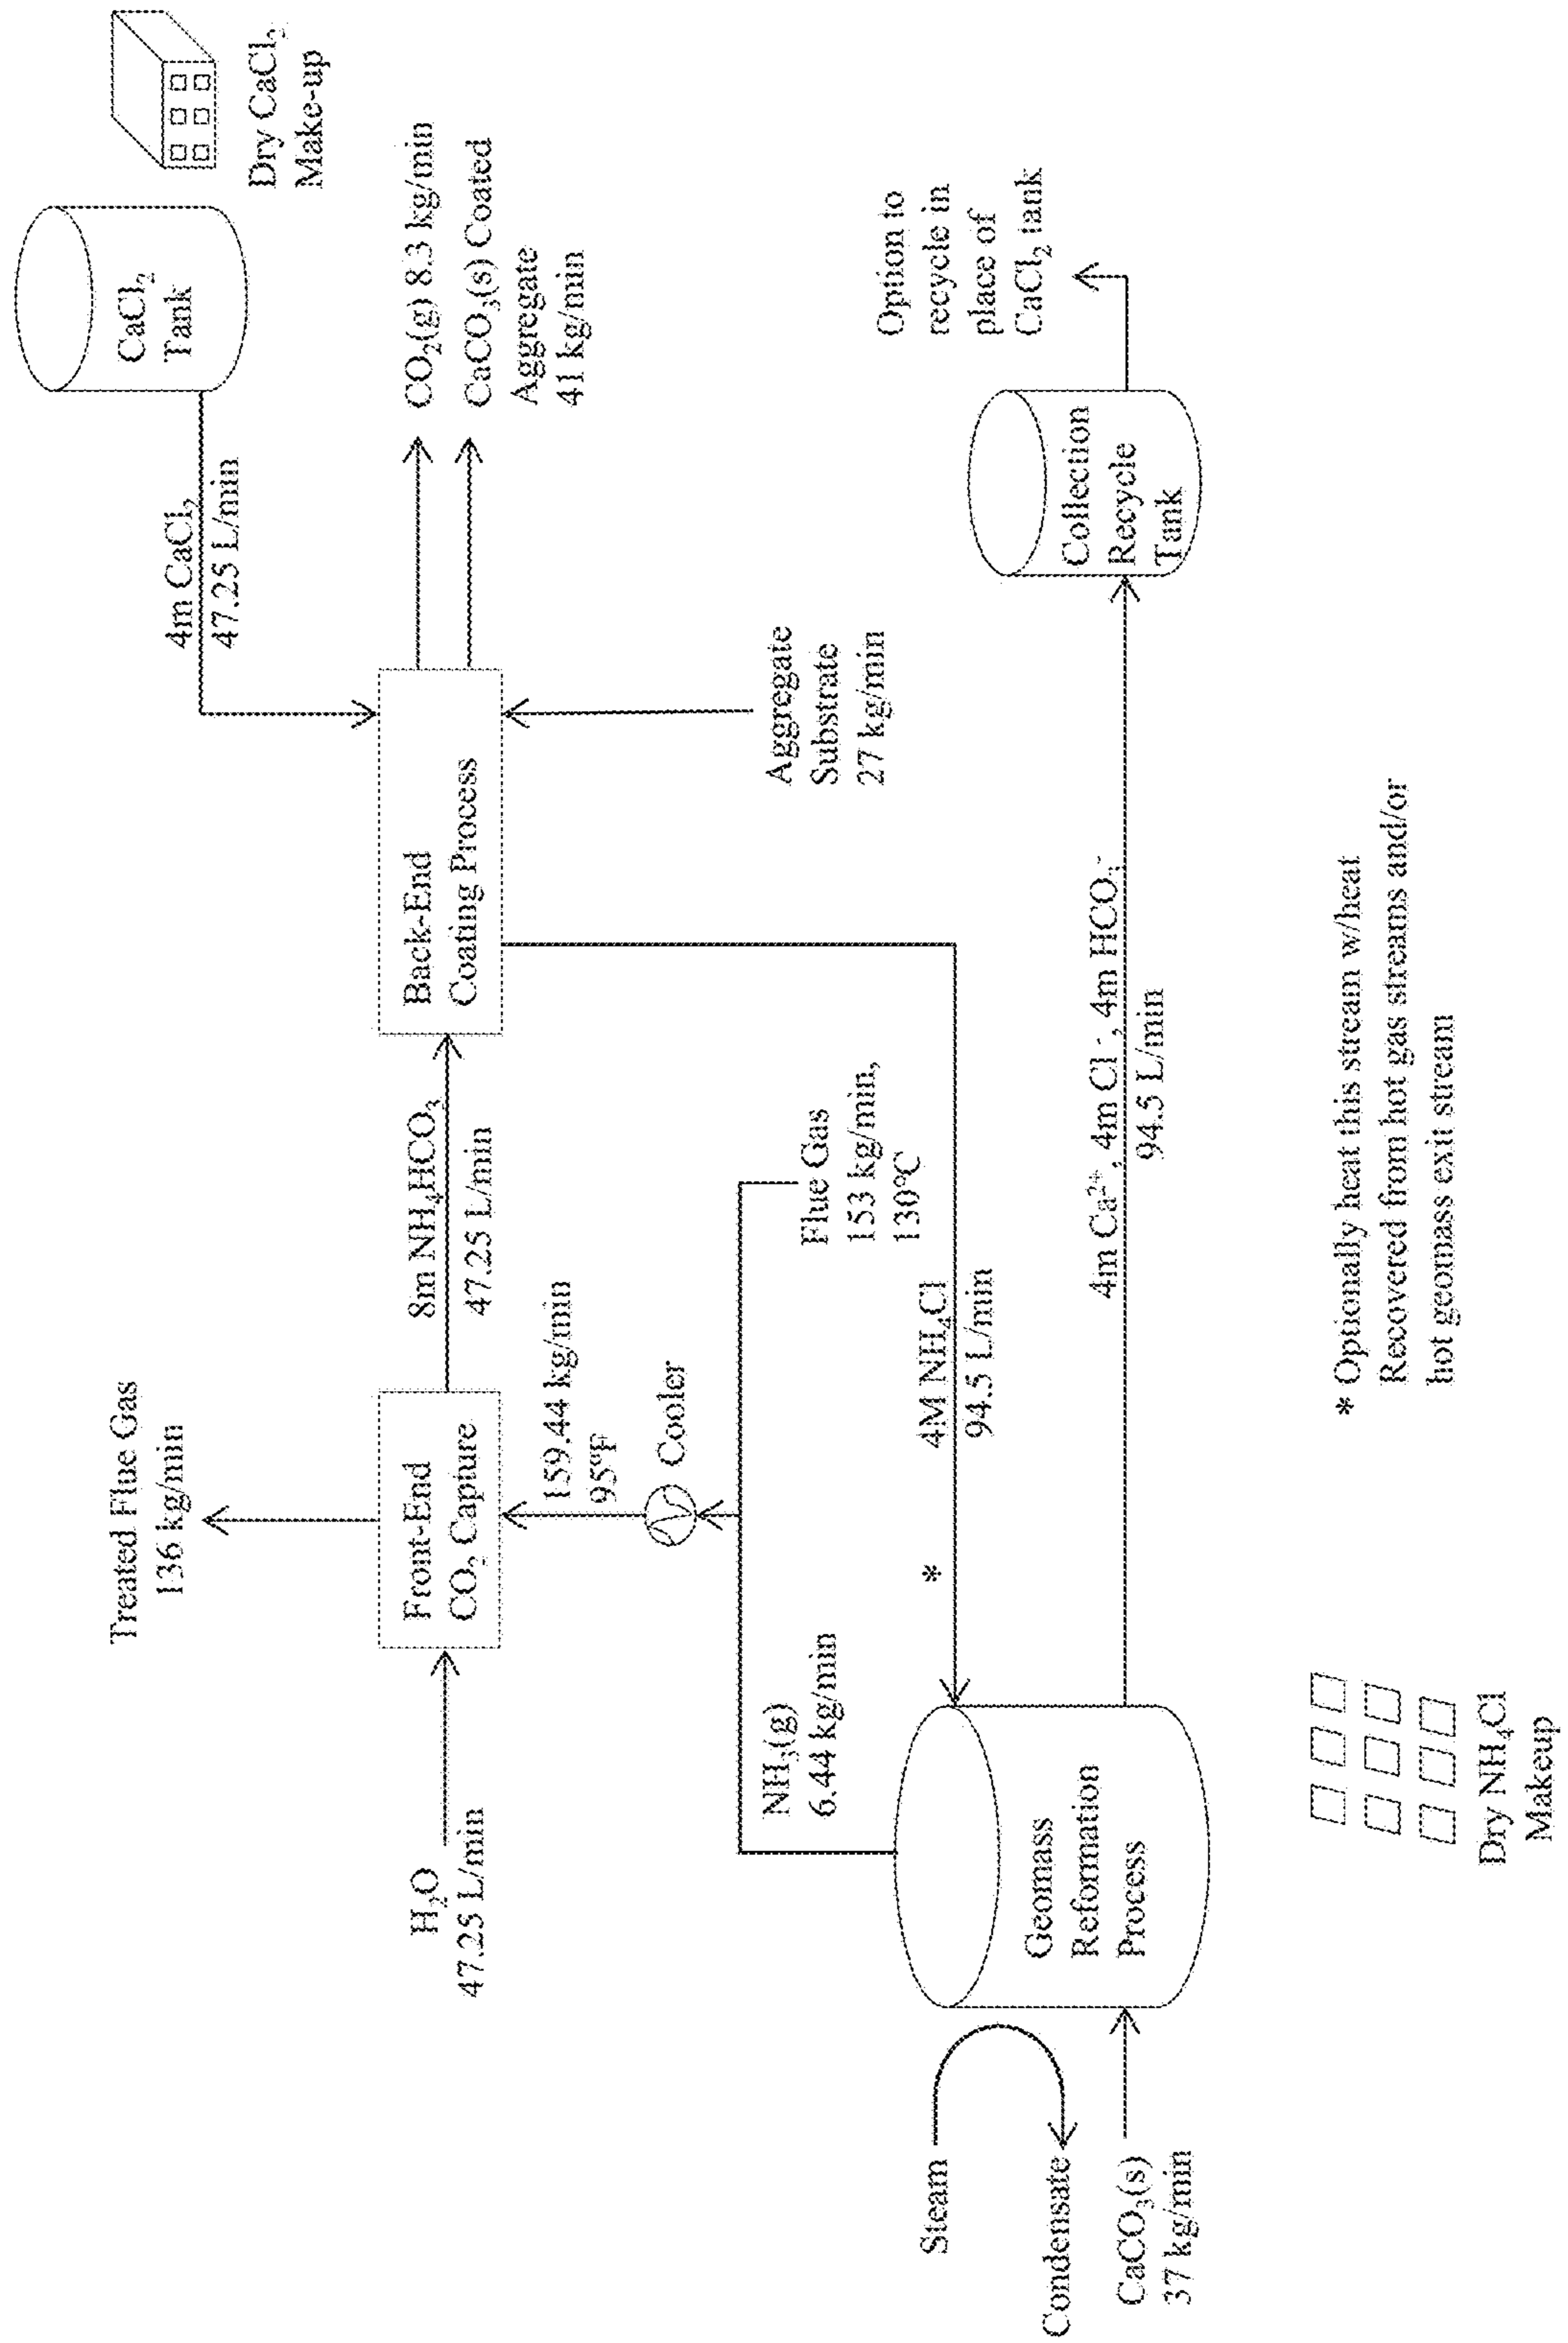 Treated Flue Gas
136 kg/min
H₂O
47.25 L/min
Front-End
CO₂ Capture
8m NH₄HCO₃
47.25 L/min
Back-End
Coating Process
4m CaCl₂
47.25 L/min
CaCl₂
Tank
Dry CaCl₂
Make-up
CO₂(g) 8.3 kg/min
CaCO₃(s) Coated
Aggregate
41 kg/min
159.44 kg/min
95ºF
Cooler
Flue Gas
153 kg/min,
130ºC
Aggregate
Substrate
27 kg/min
NH₃(g)
6.44 kg/min
*
4M NH₄Cl
94.5 L/min
Option to
recycle in
place of
CaCl₂ tank
Steam
Condensate
CaCO₃(s)
37 kg/min
Geomass
Reformation
Process
4m Ca²⁺, 4m Cl⁻, 4m HCO₃⁻
94.5 L/min
Collection
Recycle
Tank
Dry NH₄Cl
Makeup
* Optionally heat this stream w/heat
Recovered from hot gas streams and/or
hot geomass exit stream